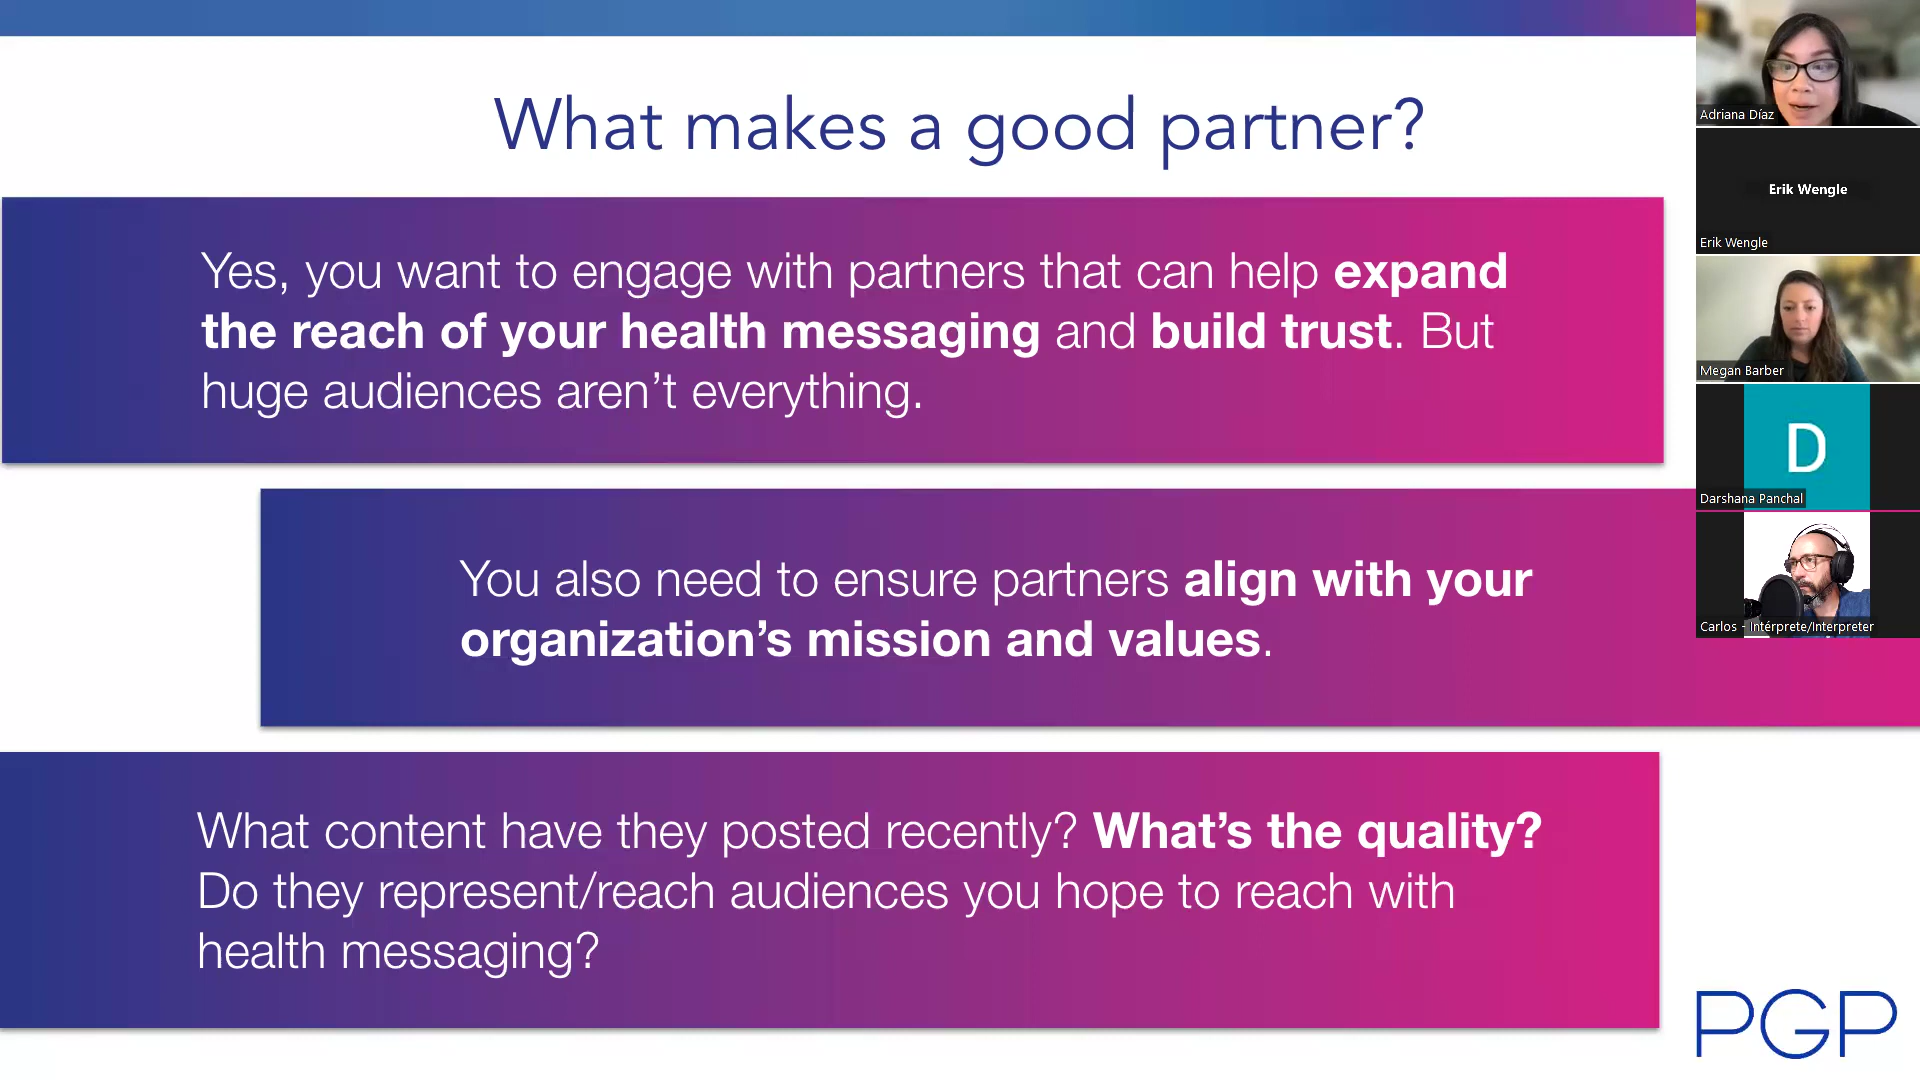 What makes a good partner?
Yes, you want to engage with partners that can help expand
the reach of your health messaging and build trust. But
huge audiences aren’t everything.
You also need to ensure partners align with your
organization’s mission and values.
What content have they posted recently? What’s the quality?
Do they represent/reach audiences you hope to reach with
health messaging?
PGP
Adriana Díaz
Erik Wengle
Erik Wengle
Megan Barber
D
Darshana Panchal
Carlos - Intérprete/Interpreter